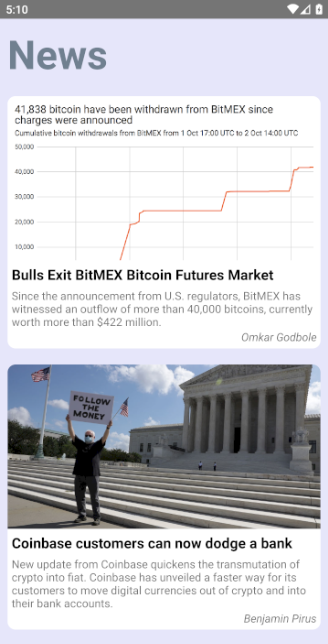 5:10
News
41,838 bitcoin have been withdrawn from BitMEX since
charges were announced
Cumulative bitcoin withdrawals from BitMEX from 1 Oct 17:00 UTC to 2 Oct 14:00 UTC
50,000
40,000
30,000
20,000
10,000
Bulls Exit BitMEX Bitcoin Futures Market
Since the announcement from U.S. regulators, BitMEX has
witnessed an outflow of more than 40,000 bitcoins, currently
worth more than $422 million.
Omkar Godbole
FOLLOW
THE
MONEY
Coinbase customers can now dodge a bank
New update from Coinbase quickens the transmutation of
crypto into fiat. Coinbase has unveiled a faster way for its
customers to move digital currencies out of crypto and into
their bank accounts.
Benjamin Pirus